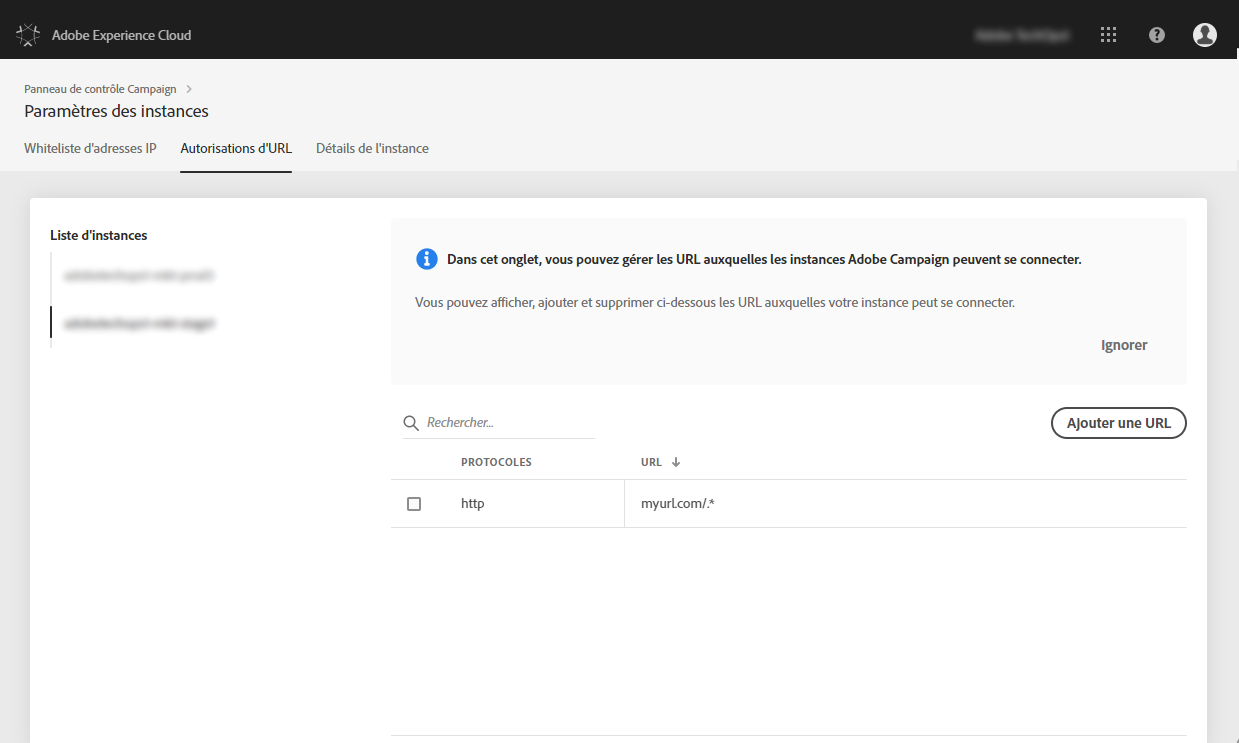 Adobe Experience Cloud
Panneau de contrôle Campaign
Paramètres des instances
Whiteliste d'adresses IP Autorisations d'URL Détails de l'instance
Liste d'instances
Dans cet onglet, vous pouvez gérer les URL auxquelles les instances Adobe Campaign peuvent se connecter.
Vous pouvez afficher, ajouter et supprimer ci-dessous les URL auxquelles votre instance peut se connecter.
Ignorer
Rechercher...
Ajouter une URL
PROTOCOLES URL
http myurl.com/.*